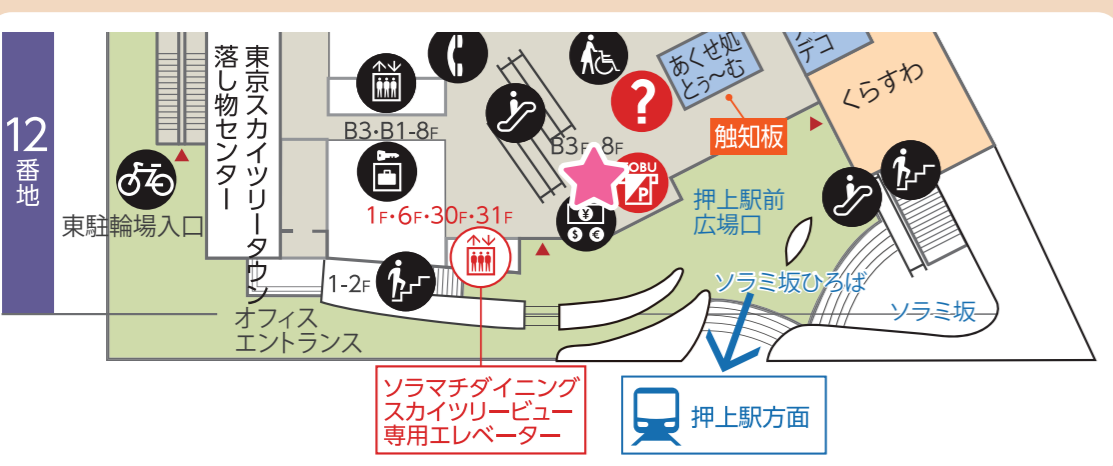 12
番地
東京スカイツリータウン
落し物センター
東駐輪場入口
B3・B1-8F
B3F 8F
1F・6F・30F・31F
1-2F
オフィス
エントランス
あくせ処
とぅ〜む
デコ
くらすわ
?
触知板
OBU
P
¥
$ €
押上駅前
広場口
ソラミ坂ひろば
ソラミ坂
ソラマチダイニング
スカイツリービュー
専用エレベーター
押上駅方面